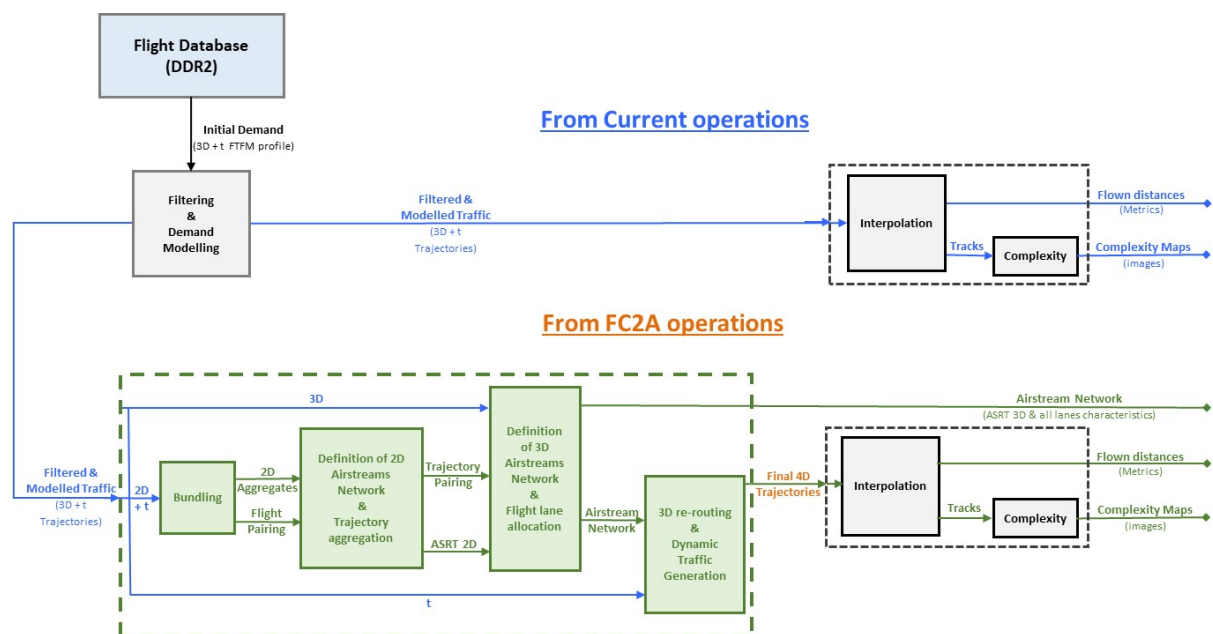 Flight Database
(DDR2)
Initial Demand
(3D + t FTFM profile)
From Current operations
Filtering
&
Demand
Modelling
Filtered &
Modelled Traffic
(3D + t
Trajectories)
Interpolation
Flown distances
(Metrics)
Tracks
Complexity
Complexity Maps
(images)
From FC2A operations
3D
Filtered &
Modelled Traffic
(3D + t
Trajectories)
2D
+ t
Bundling
2D
Aggregates
Flight
Pairing
Definition of 2D
Airstreams
Network
&
Trajectory
aggregation
Trajectory
Pairing
ASRT 2D
Definition
of 3D
Airstreams
Network
&
Flight lane
allocation
Airstream
Network
3D re-routing
&
Dynamic
Traffic
Generation
t
Final 4D
Trajectories
Airstream Network
(ASRT 3D & all lanes characteristics)
Interpolation
Flown distances
(Metrics)
Tracks
Complexity
Complexity Maps
(images)